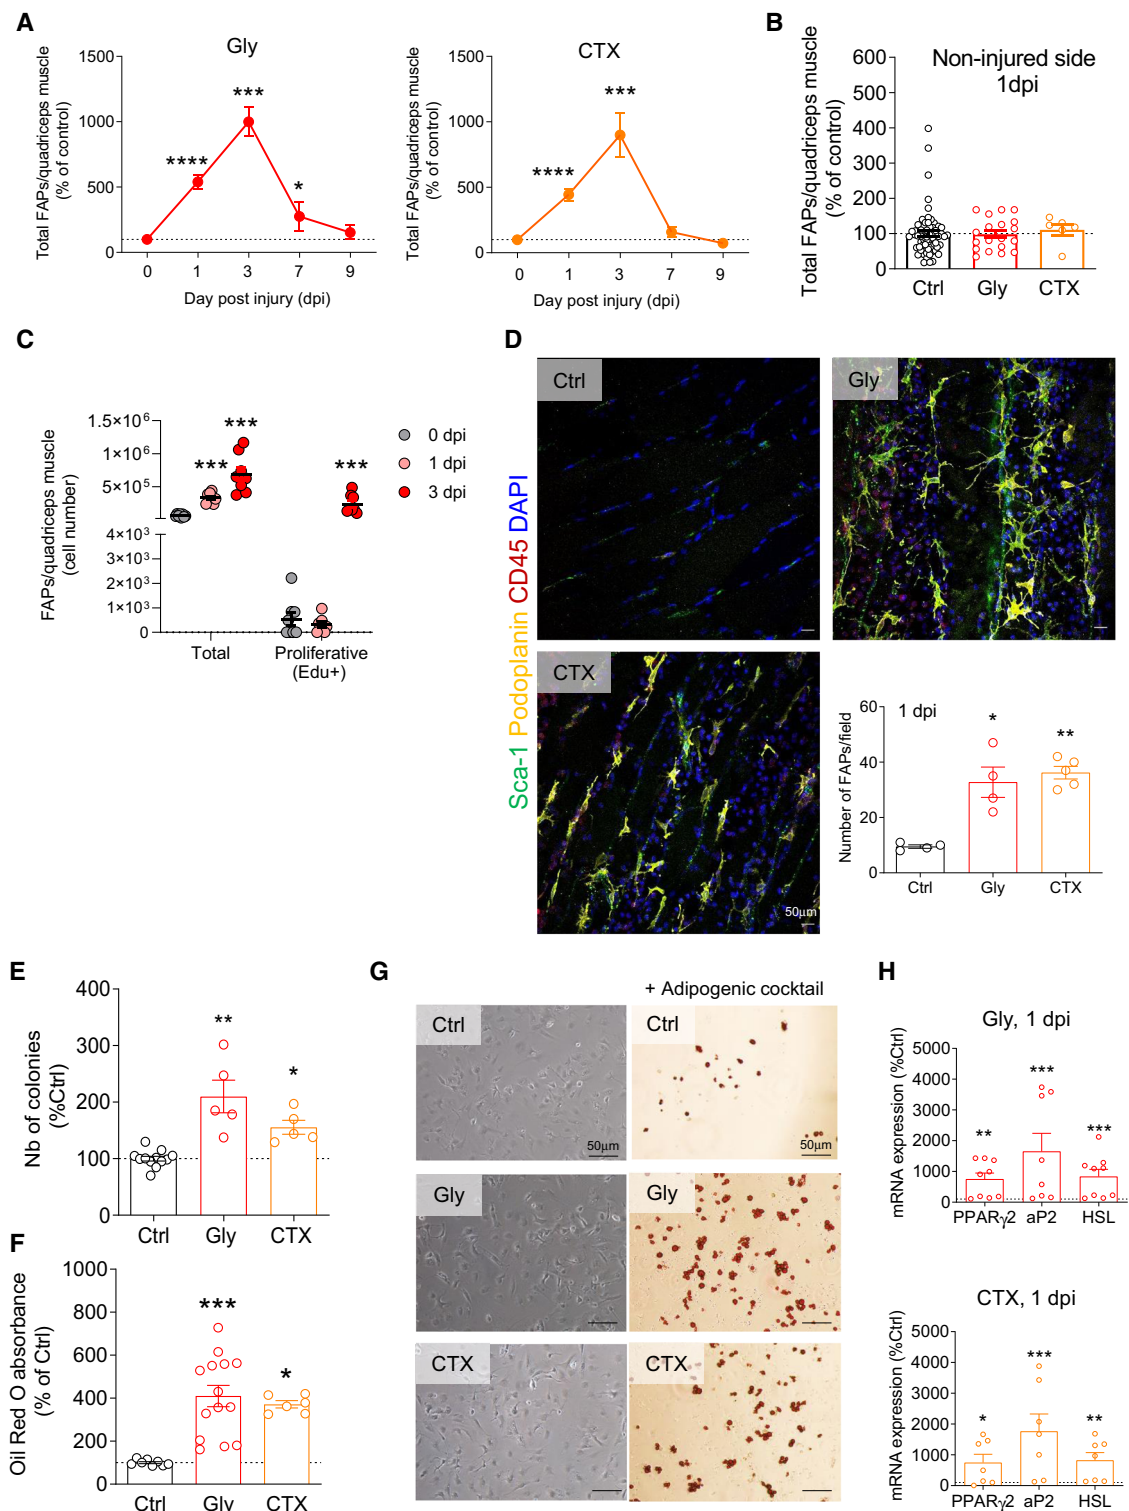 A
Gly
Total FAPs/quadriceps muscle
(% of control)
1500
1000
500
0
****
***
*
0 1 3 7 9
Day post injury (dpi)
CTX
Total FAPs/quadriceps muscle
(% of control)
1500
1000
500
0
****
***
0 1 3 7 9
Day post injury (dpi)
B
Non-injured side
1dpi
Total FAPs/quadriceps muscle
(% of control)
600
500
400
300
200
100
0
Ctrl Gly CTX
C
FAPs/quadriceps muscle
(cell number)
1.5×10⁶
1×10⁶
5×10⁵
4×10³
3×10³
2×10³
1×10³
0
***
***
***
0 dpi
1 dpi
3 dpi
Total
Proliferative
(Edu+)
D
Sca-1 Podoplanin CD45 DAPI
Ctrl
Gly
CTX
50μm
1 dpi
Number of FAPs/field
60
40
20
0
*
**
Ctrl Gly CTX
E
Nb of colonies
(%Ctrl)
400
300
200
100
0
**
*
Ctrl Gly CTX
F
Oil Red O absorbance
(% of Ctrl)
1000
800
600
400
200
0
***
*
Ctrl Gly CTX
G
+ Adipogenic cocktail
Ctrl
50μm
Ctrl
50μm
Gly
Gly
CTX
CTX
H
Gly, 1 dpi
mRNA expression (%Ctrl)
5000
4000
3000
2000
1000
0
**
***
***
PPARγ2 aP2 HSL
CTX, 1 dpi
mRNA expression (%Ctrl)
5000
4000
3000
2000
1000
0
*
***
**
PPARγ2 aP2 HSL